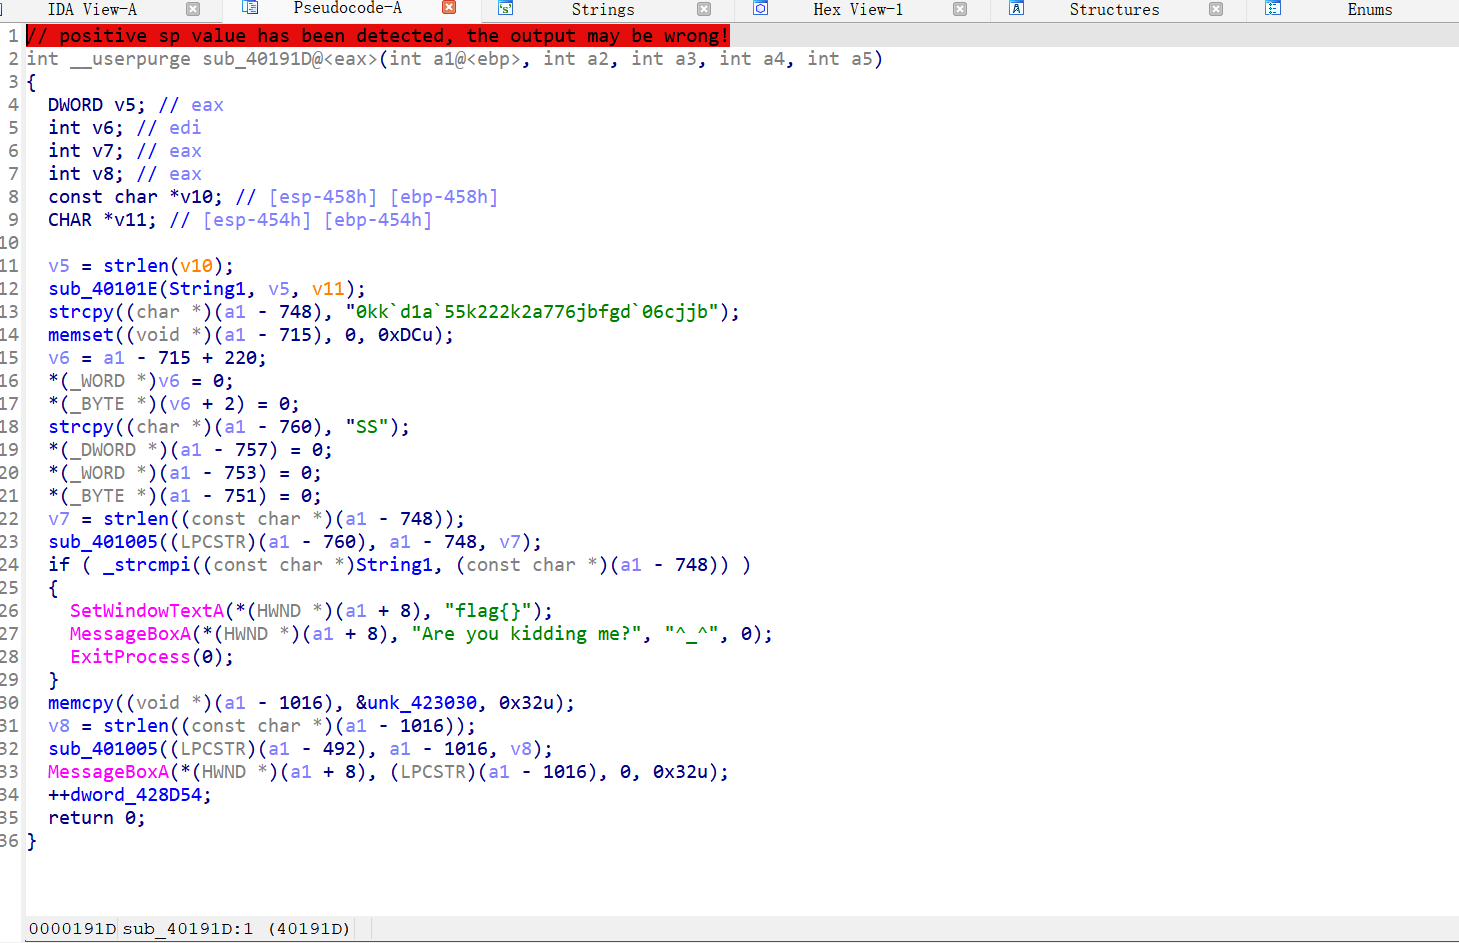 IDA View-A Pseudocode-A Strings Hex View-1 Structures Enums
1 // positive sp value has been detected, the output may be wrong!
2 int __userpurge sub_40191D@<eax>(int a1@<ebp>, int a2, int a3, int a4, int a5)
3 {
4 DWORD v5; // eax
5 int v6; // edi
6 int v7; // eax
7 int v8; // eax
8 const char *v10; // [esp-458h] [ebp-458h]
9 CHAR *v11; // [esp-454h] [ebp-454h]
10
11 v5 = strlen(v10);
12 sub_40101E(String1, v5, v11);
13 strcpy((char *)(a1 - 748), "0kk`d1a`55k222k2a776jbfgd`06cjjb");
14 memset((void *)(a1 - 715), 0, 0xDCu);
15 v6 = a1 - 715 + 220;
16 *(_WORD *)v6 = 0;
17 *(_BYTE *)(v6 + 2) = 0;
18 strcpy((char *)(a1 - 760), "SS");
19 *(_DWORD *)(a1 - 757) = 0;
20 *(_WORD *)(a1 - 753) = 0;
21 *(_BYTE *)(a1 - 751) = 0;
22 v7 = strlen((const char *)(a1 - 748));
23 sub_401005((LPCSTR)(a1 - 760), a1 - 748, v7);
24 if ( _strcmpi((const char *)String1, (const char *)(a1 - 748)) )
25 {
26 SetWindowTextA(*(HWND *)(a1 + 8), "flag{}");
27 MessageBoxA(*(HWND *)(a1 + 8), "Are you kidding me?", "^_^", 0);
28 ExitProcess(0);
29 }
30 memcpy((void *)(a1 - 1016), &unk_423030, 0x32u);
31 v8 = strlen((const char *)(a1 - 1016));
32 sub_401005((LPCSTR)(a1 - 492), a1 - 1016, v8);
33 MessageBoxA(*(HWND *)(a1 + 8), (LPCSTR)(a1 - 1016), 0, 0x32u);
34 ++dword_428D54;
35 return 0;
36 }
0000191D sub_40191D:1 (40191D)